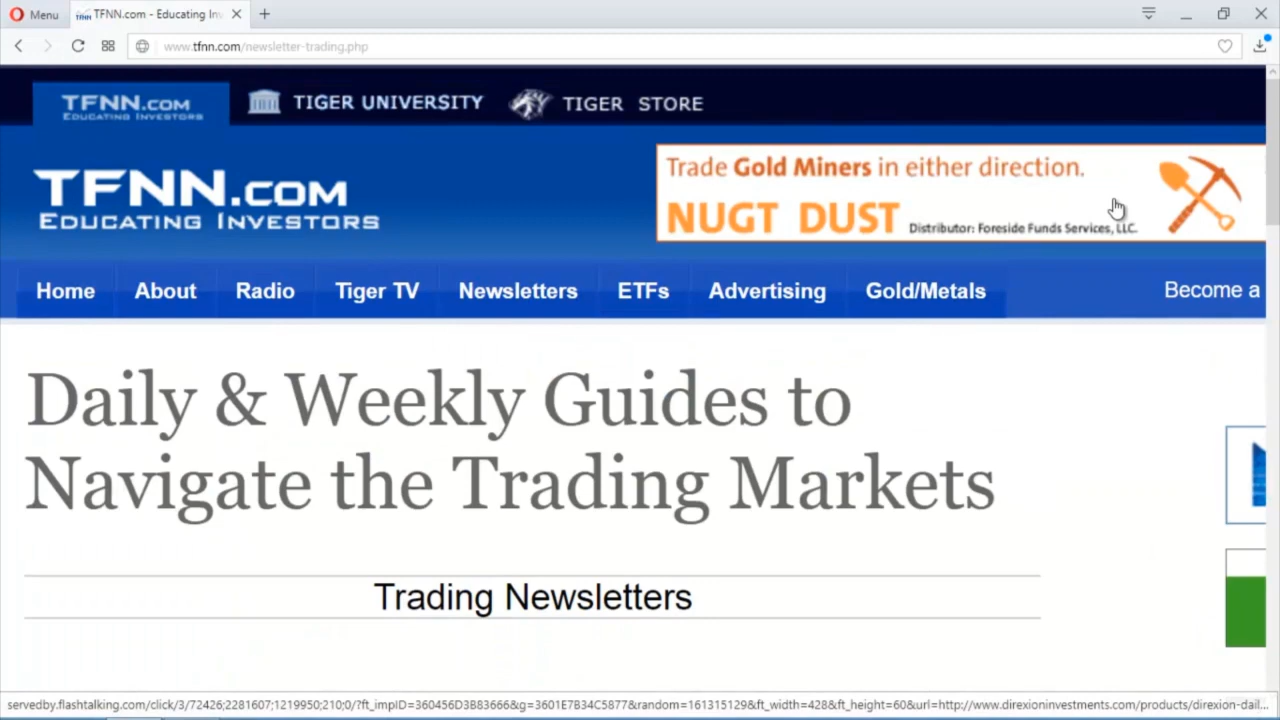 Menu
TFNN.com - Educating In
www.tfnn.com/newsletter-trading.php
TFNN.COM
EDUCATING INVESTORS
TIGER UNIVERSITY
TIGER STORE
TFNN.COM
EDUCATING INVESTORS
Trade Gold Miners in either direction.
NUGT DUST Distributor: Foreside Funds Services, LLC.
Home About Radio Tiger TV Newsletters ETFs Advertising Gold/Metals Become a
Daily & Weekly Guides to
Navigate the Trading Markets
Trading Newsletters
servedby.flashtalking.com/click/3/72426;2281607;1219950;210;0/?ft_impID=360456D3B83666&g=3601E7B34C5877&random=161315129&ft_width=428&ft_height=60&url=http://www.direxioninvestments.com/products/direxion-dail...